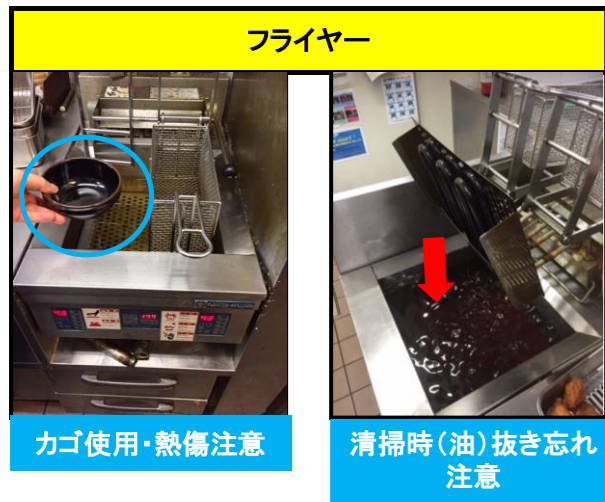 フライヤー
カゴ使用・熱傷注意
清掃時（油）抜き忘れ
注意